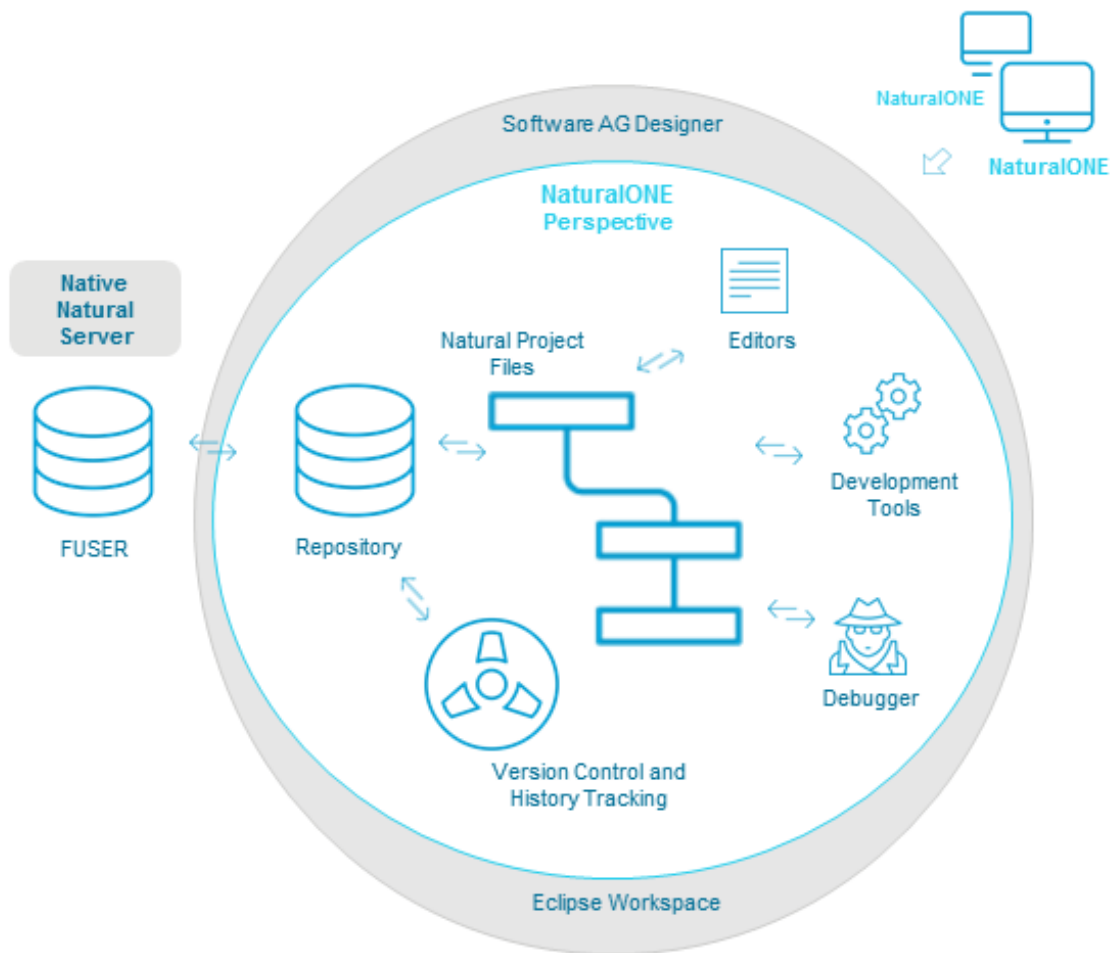 NaturalONE
NaturalONE
Software AG Designer
NaturalONE
Perspective
Native
Natural
Server
Natural Project
Files
Editors
Development
Tools
FUSER
Repository
Debugger
Version Control and
History Tracking
Eclipse Workspace